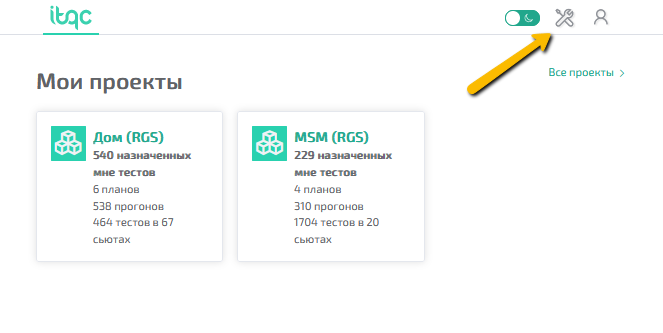 itqc
Мои проекты
Все проекты
Дом (RGS)
540 назначенных
мне тестов
6 планов
538 прогонов
464 тестов в 67
сьютах
MSM (RGS)
229 назначенных
мне тестов
4 планов
310 прогонов
1704 тестов в 20
сьютах